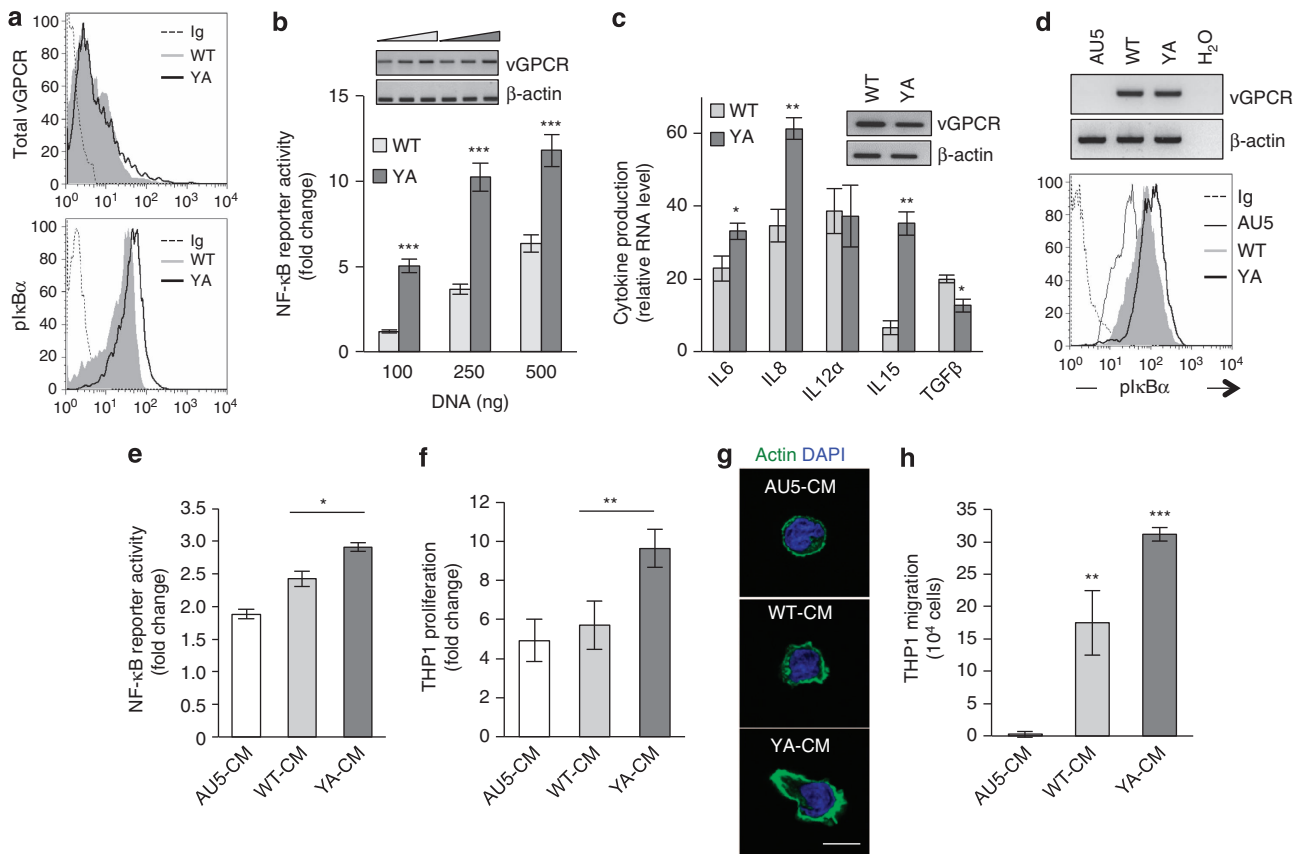 a
Total vGPCR
100
80
60
40
20
0
10⁰ 10¹ 10² 10³ 10⁴
Ig
WT
YA
pIκBα
100
80
60
40
20
0
10⁰ 10¹ 10² 10³ 10⁴
Ig
WT
YA
b
vGPCR
β-actin
NF-κB reporter activity
(fold change)
15
12
10
5
0
WT
YA
***
***
***
100 250 500
DNA (ng)
c
WT YA
vGPCR
β-actin
Cytokine production
(relative RNA level)
60
40
20
0
WT
YA
*
**
**
*
IL6 IL8 IL12α IL15 TGFβ
d
AU5 WT YA H₂O
vGPCR
β-actin
100
80
60
40
20
0
10⁰ 10¹ 10² 10³ 10⁴
Ig
AU5
WT
YA
pIκBα
e
NF-κB reporter activity
(fold change)
3.5
3.0
2.5
2.0
1.5
1.0
0.5
0
*
AU5-CM WT-CM YA-CM
f
THP1 proliferation
(fold change)
12
10
8
6
4
2
0
**
AU5-CM WT-CM YA-CM
g
Actin DAPI
AU5-CM
WT-CM
YA-CM
h
THP1 migration
(10⁴ cells)
35
30
25
20
15
10
5
0
**
***
AU5-CM WT-CM YA-CM